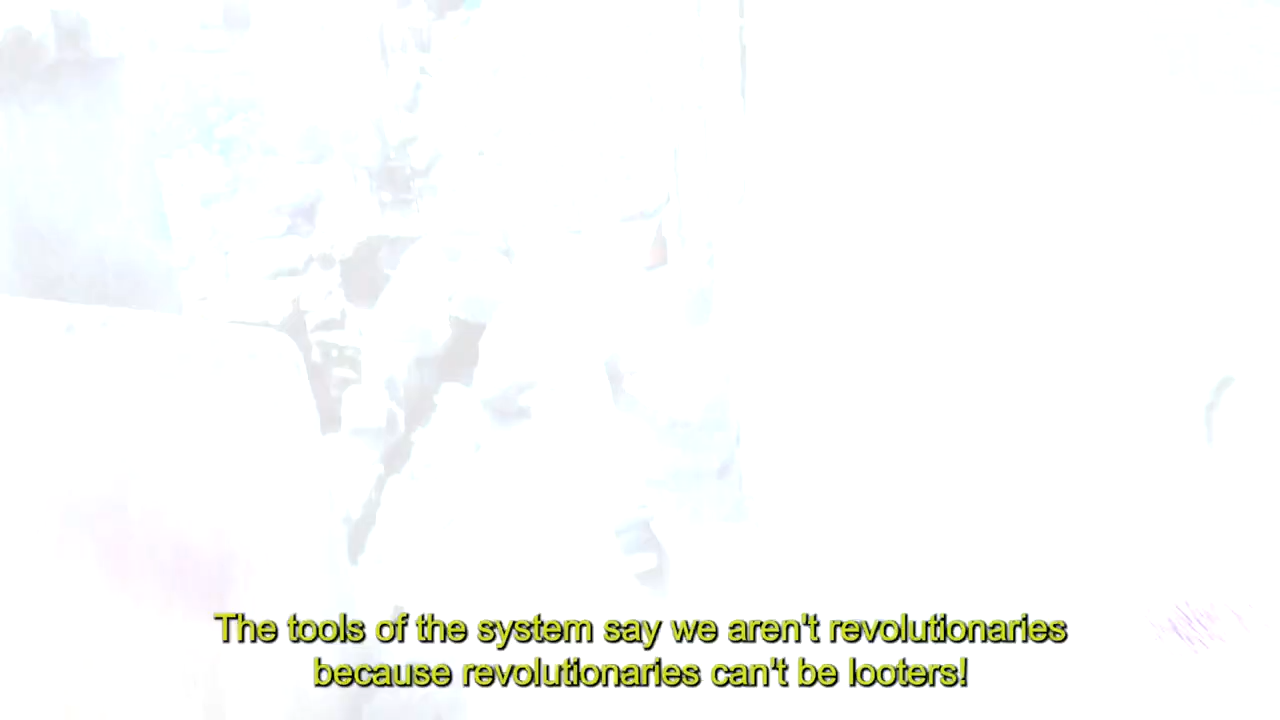 The tools of the system say we aren't revolutionaries
because revolutionaries can't be looters!